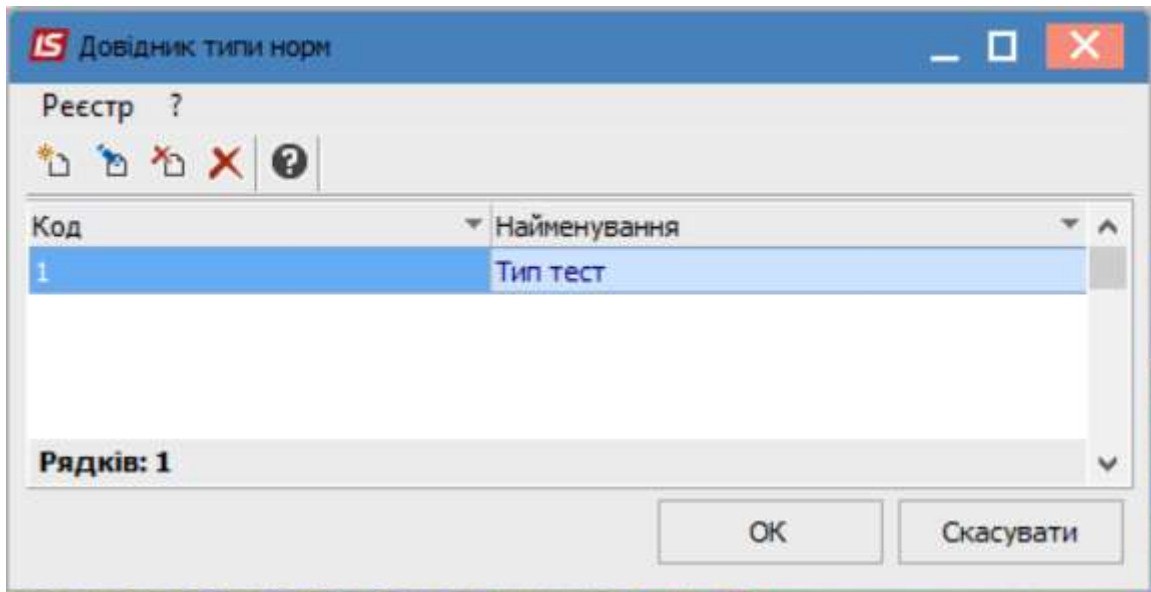 IS Довідник типи норм
Реєстр ?
Код Найменування
1 Тип тест
Рядків: 1
ОК Скасувати